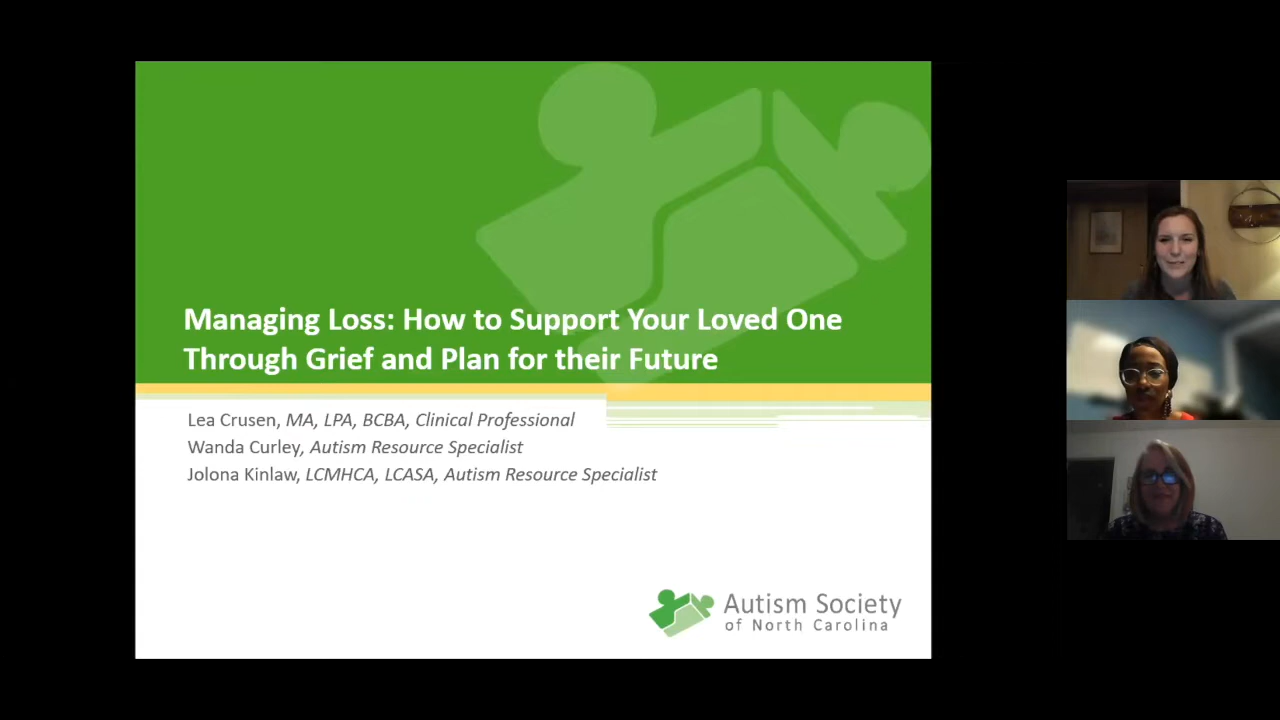 Managing Loss: How to Support Your Loved One
Through Grief and Plan for their Future
Lea Crusen, MA, LPA, BCBA, Clinical Professional
Wanda Curley, Autism Resource Specialist
Jolona Kinlaw, LCMHCA, LCASA, Autism Resource Specialist
Autism Society
of North Carolina